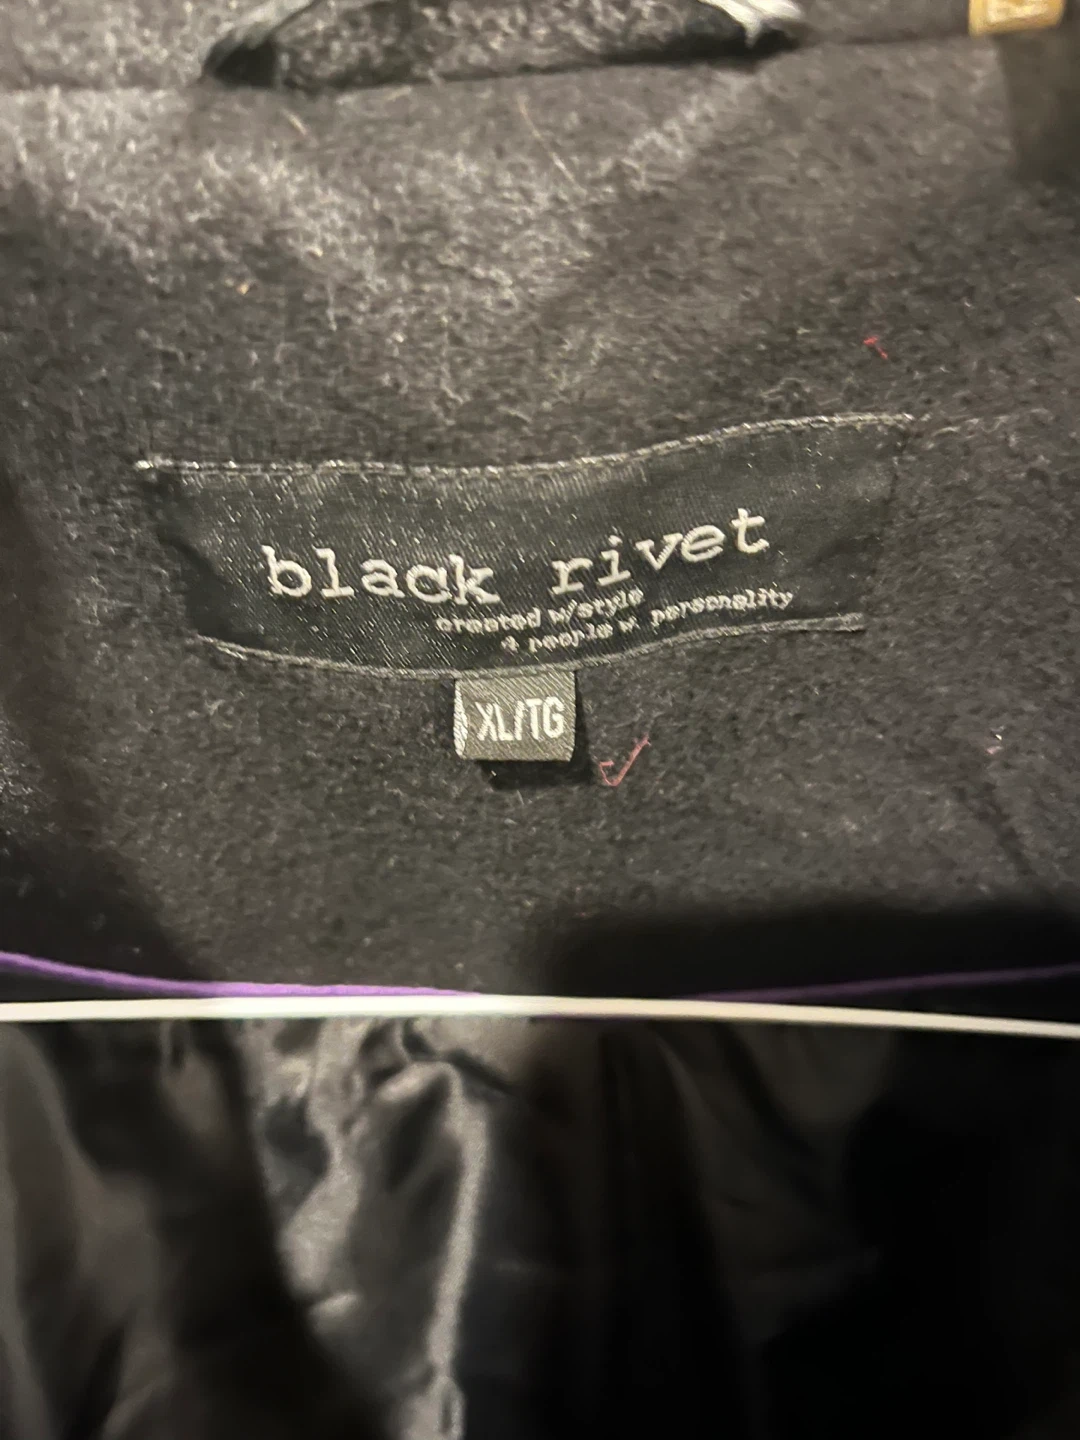 black rivet
created w/style
4 people w personality
XL/TG